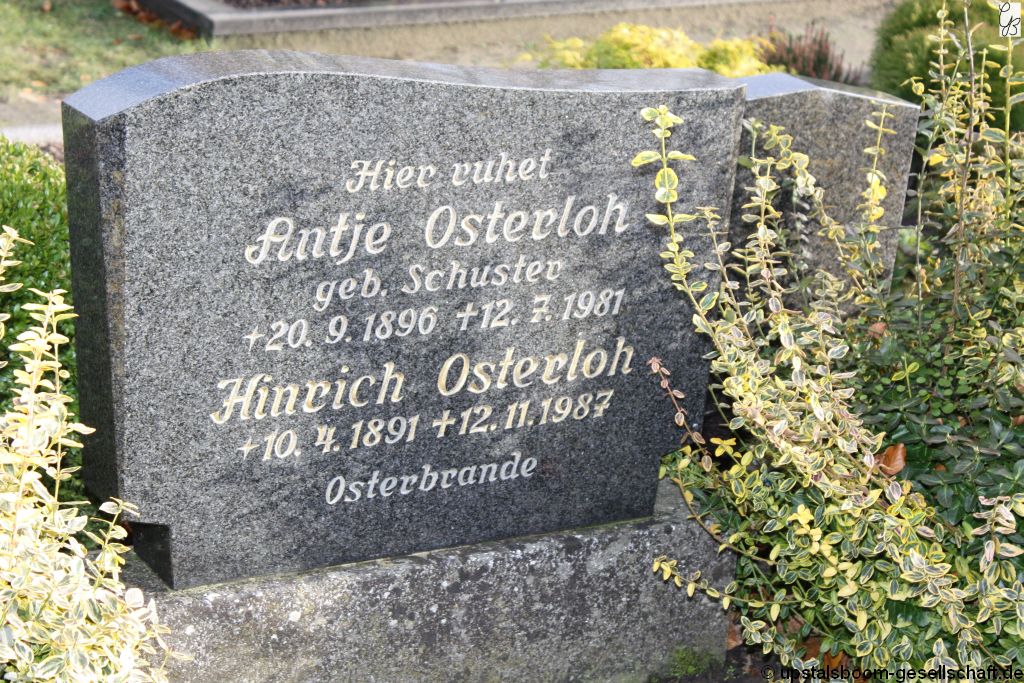 Hier ruhet
Antje Osterloh
geb. Schuster
+20. 9. 1896 +12. 7. 1981
Hinrich Osterloh
+10. 4. 1891 +12. 11. 1987
Osterbrande
© upstalsboom-gesellschaft.de